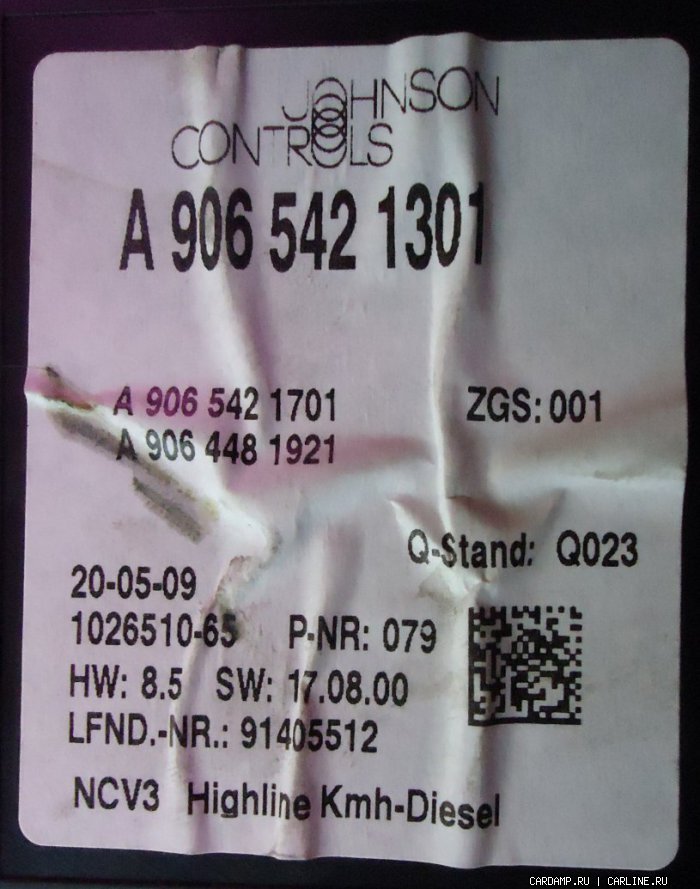 JOHNSON
CONTROLS
A 906 542 1301
A 906 542 1701
A 906 448 1921
ZGS: 001
Q-Stand: Q023
20-05-09
1026510-65 P-NR: 079
HW: 8.5 SW: 17.08.00
LFND.-NR.: 91405512
NCV3 Highline Kmh-Diesel
CARDAMP.RU | CARLINE.RU